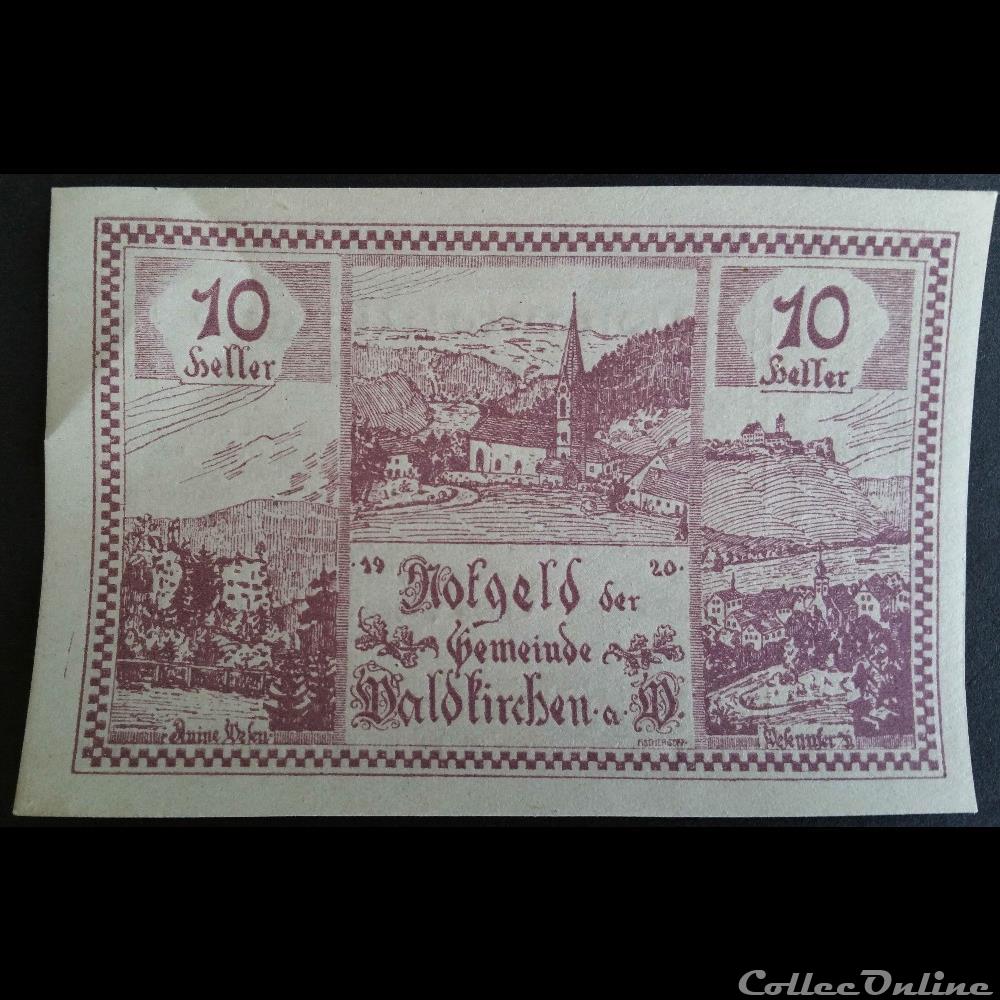 10
Heller
10
Heller
19 20
Notgeld der
Gemeinde
Waldkirchen a. W.
Ruine Wesen
Wesenufer
CollecOnline